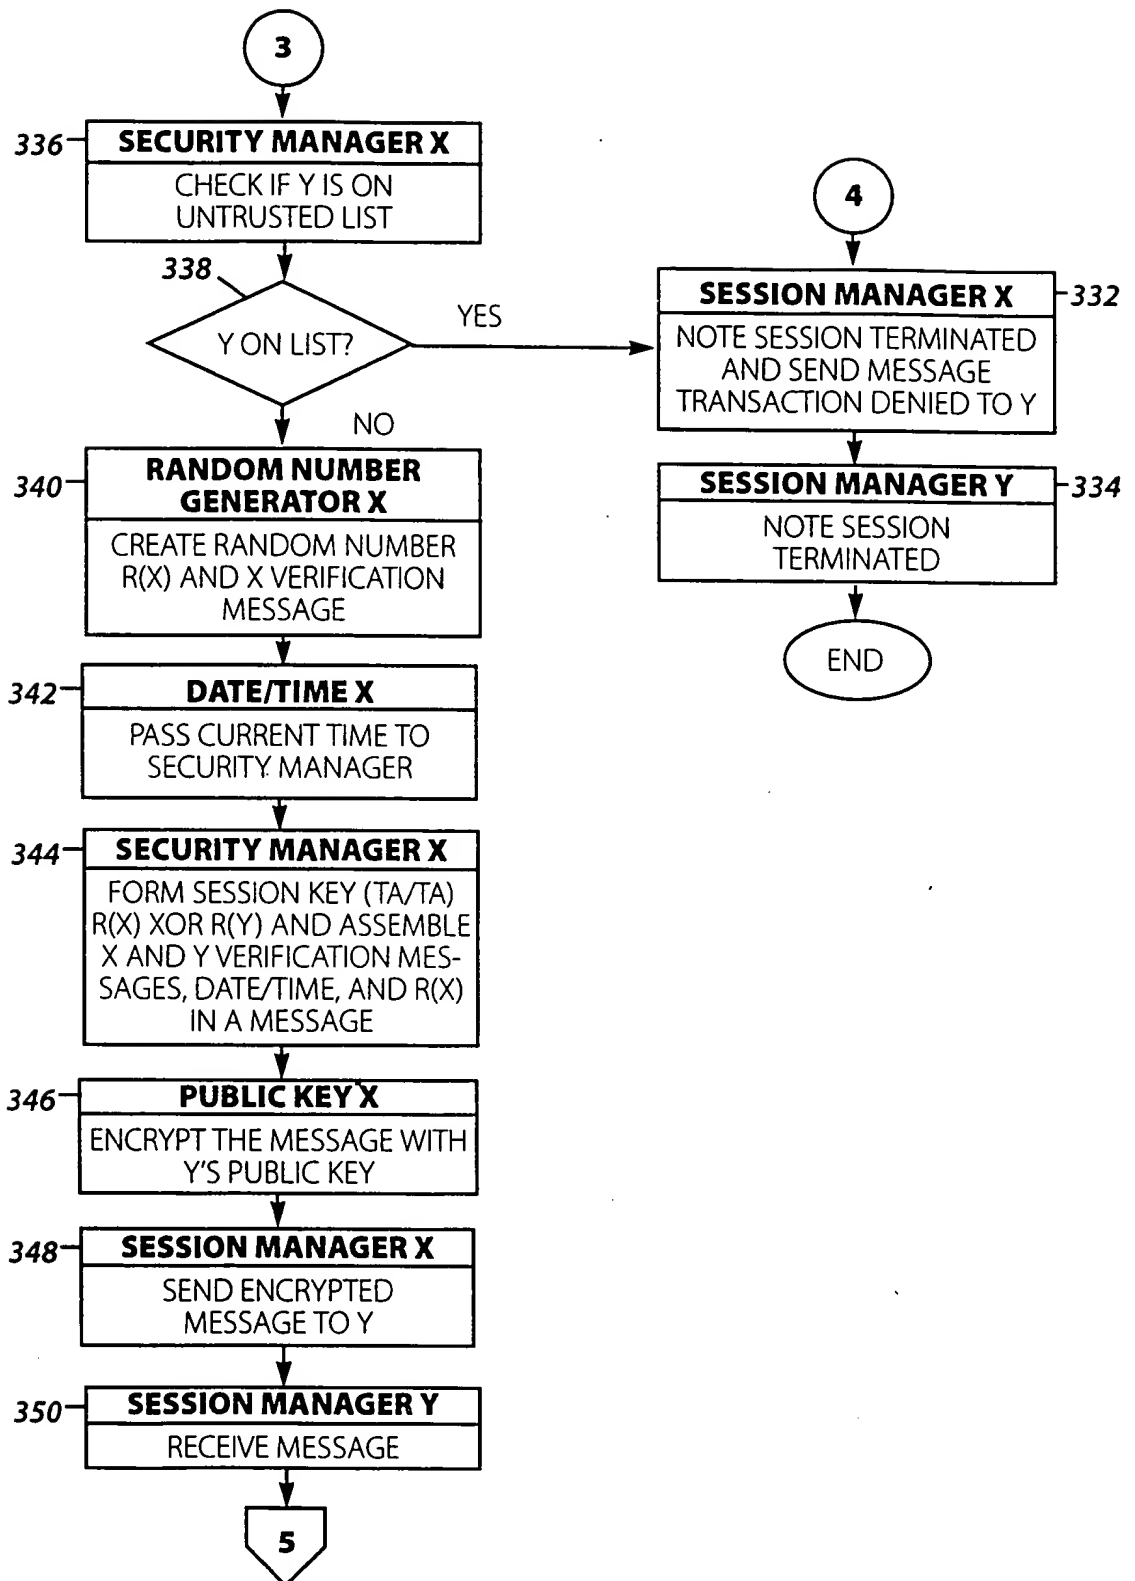 3
336
SECURITY MANAGER X
CHECK IF Y IS ON
UNTRUSTED LIST
338
Y ON LIST?
YES
NO
340
RANDOM NUMBER
GENERATOR X
CREATE RANDOM NUMBER
R(X) AND X VERIFICATION
MESSAGE
342
DATE/TIME X
PASS CURRENT TIME TO
SECURITY MANAGER
344
SECURITY MANAGER X
FORM SESSION KEY (TA/TA)
R(X) XOR R(Y) AND ASSEMBLE
X AND Y VERIFICATION MES-
SAGES, DATE/TIME, AND R(X)
IN A MESSAGE
346
PUBLIC KEY X
ENCRYPT THE MESSAGE WITH
Y'S PUBLIC KEY
348
SESSION MANAGER X
SEND ENCRYPTED
MESSAGE TO Y
350
SESSION MANAGER Y
RECEIVE MESSAGE
5
4
SESSION MANAGER X
332
NOTE SESSION TERMINATED
AND SEND MESSAGE
TRANSACTION DENIED TO Y
SESSION MANAGER Y
334
NOTE SESSION
TERMINATED
END